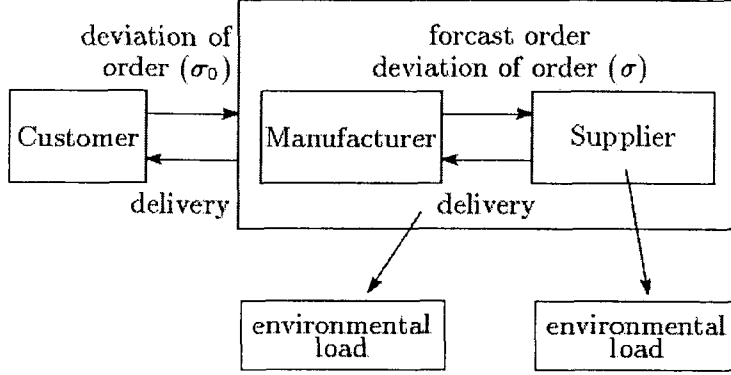 deviation of
order (σ₀)
forcast order
deviation of order (σ)
Customer
Manufacturer
Supplier
delivery
delivery
environmental
load
environmental
load